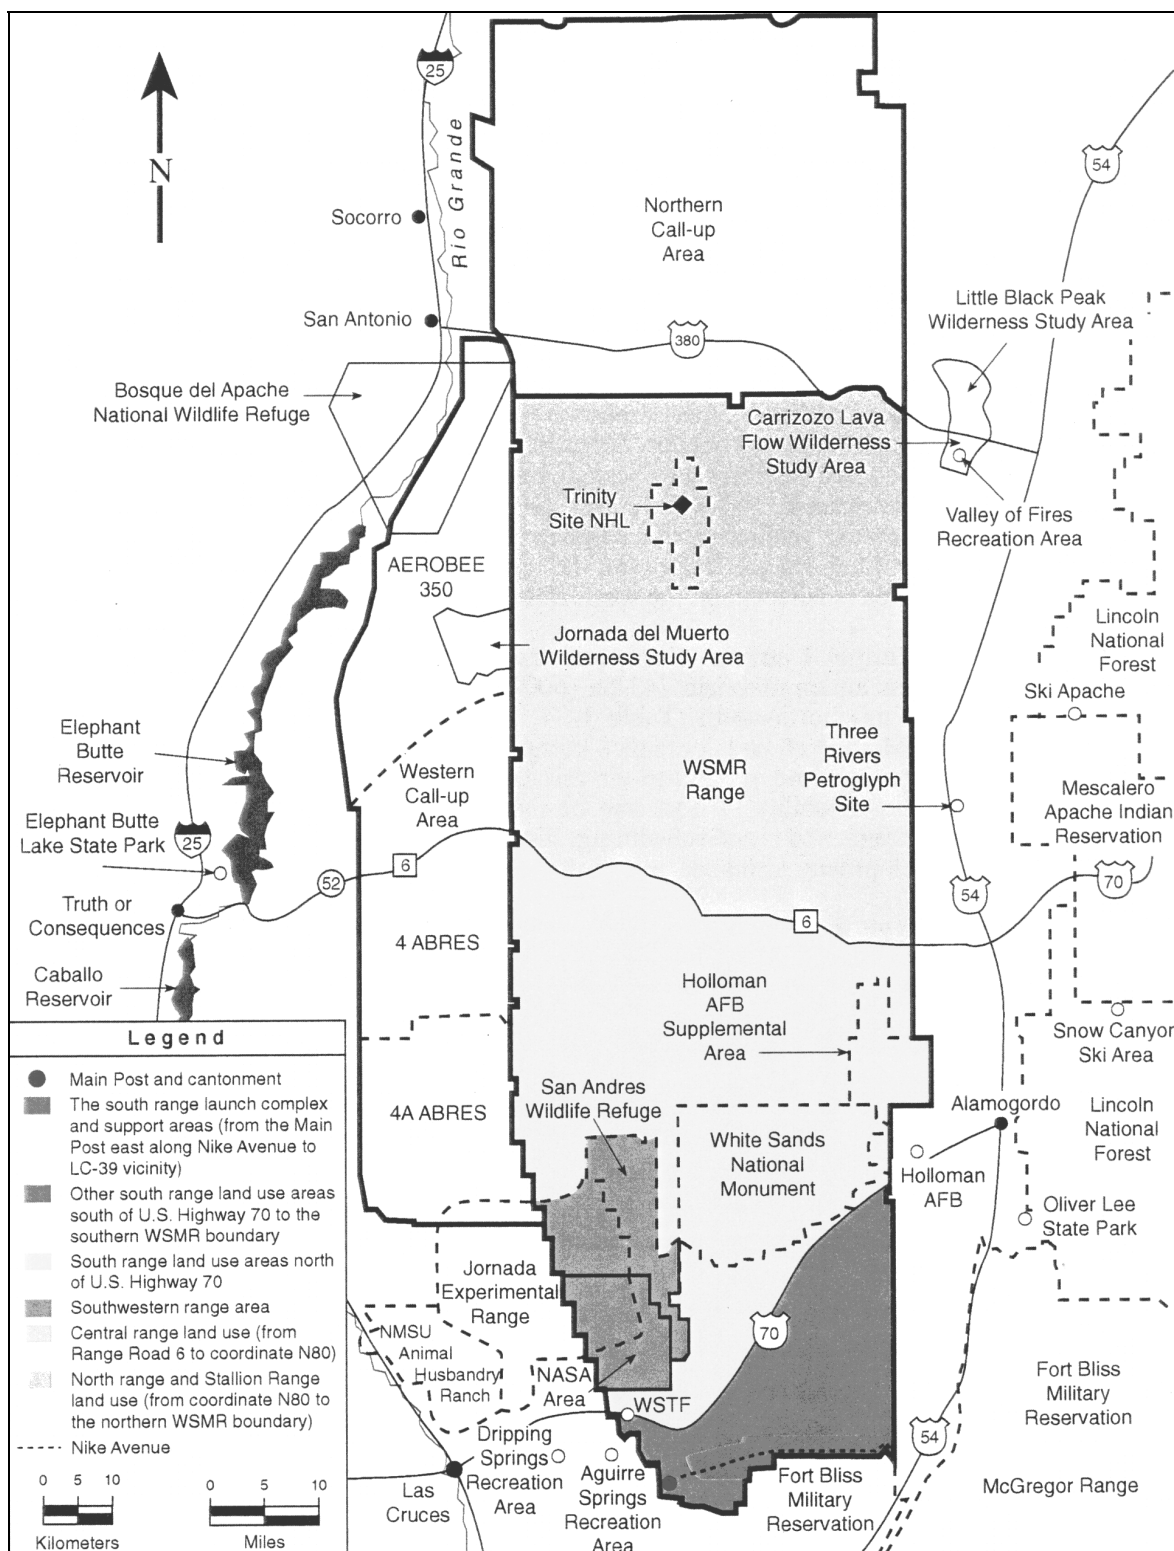 25
N
Rio Grande
54
Socorro
Northern
Call-up
Area
San Antonio
380
Little Black Peak
Wilderness Study Area
Bosque del Apache
National Wildlife Refuge
Carrizozo Lava
Flow Wilderness
Study Area
Trinity
Site NHL
Valley of Fires
Recreation Area
AEROBEE
350
Lincoln
National
Forest
Jornada del Muerto
Wilderness Study Area
Ski Apache
Elephant
Butte
Reservoir
Western
Call-up
Area
WSMR
Range
Three
Rivers
Petroglyph
Site
Mescalero
Apache Indian
Reservation
Elephant Butte
Lake State Park
25
6
52
54
70
Truth or
Consequences
6
4 ABRES
Caballo
Reservoir
Holloman
AFB
Supplemental
Area
Snow Canyon
Ski Area
San Andres
Wildlife Refuge
4A ABRES
Alamogordo
Lincoln
National
Forest
White Sands
National
Monument
Holloman
AFB
Oliver Lee
State Park
Jornada
Experimental
Range
70
NMSU
Animal
Husbandry
Ranch
NASA
Area
WSTF
Fort Bliss
Military
Reservation
54
Dripping
Springs
Recreation
Area
Aguirre
Springs
Recreation
Area
Fort Bliss
Military
Reservation
McGregor Range
Las
Cruces
Legend
Main Post and cantonment
The south range launch complex
and support areas (from the Main
Post east along Nike Avenue to
LC-39 vicinity)
Other south range land use areas
south of U.S. Highway 70 to the
southern WSMR boundary
South range land use areas north
of U.S. Highway 70
Southwestern range area
Central range land use (from
Range Road 6 to coordinate N80)
North range and Stallion Range
land use (from coordinate N80 to
the northern WSMR boundary)
Nike Avenue
0 5 10
Kilometers
0 5 10
Miles